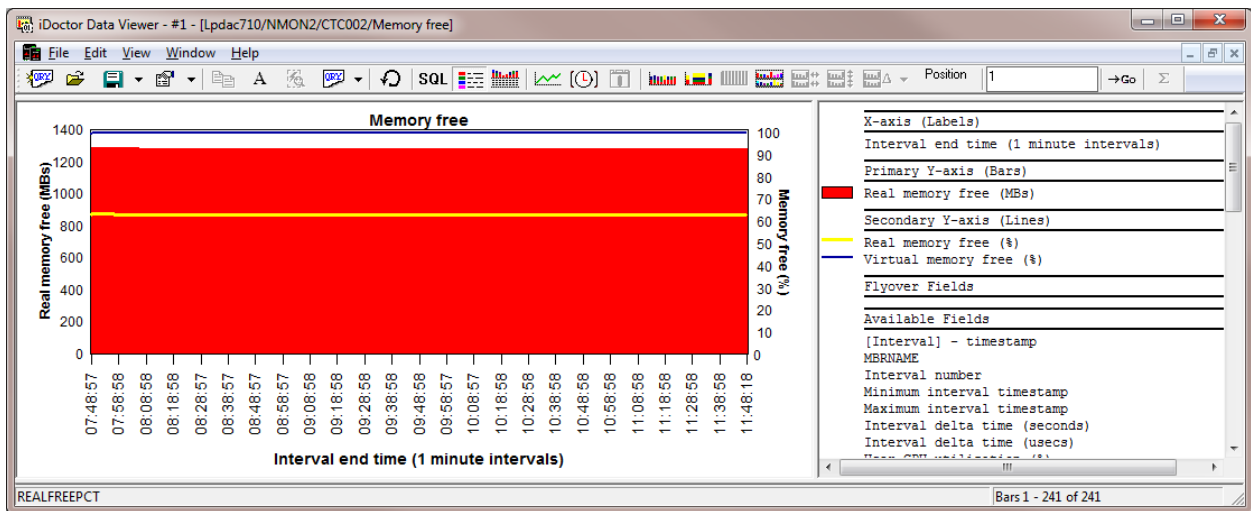 iDoctor Data Viewer - #1 - [Lpdac710/NMON2/CTC002/Memory free]
File Edit View Window Help
QRY A QRY SQL Position 1 →Go Σ
Memory free
1400
1200
1000
800
600
400
200
0
Real memory free (MBs)
100
90
80
70
60
50
40
30
20
10
0
Memory free (%)
07:48:57
07:58:58
08:08:58
08:18:58
08:28:57
08:38:57
08:48:57
08:56:57
09:08:58
09:18:58
09:28:58
09:38:58
09:48:58
09:58:57
10:08:57
10:18:58
10:28:58
10:38:58
10:48:58
10:58:58
11:08:58
11:18:58
11:28:58
11:38:58
11:48:18
Interval end time (1 minute intervals)
X-axis (Labels)
Interval end time (1 minute intervals)
Primary Y-axis (Bars)
Real memory free (MBs)
Secondary Y-axis (Lines)
Real memory free (%)
Virtual memory free (%)
Flyover Fields
Available Fields
[Interval] - timestamp
MBRNAME
Interval number
Minimum interval timestamp
Maximum interval timestamp
Interval delta time (seconds)
Interval delta time (usecs)
REALFREEPCT
Bars 1 - 241 of 241